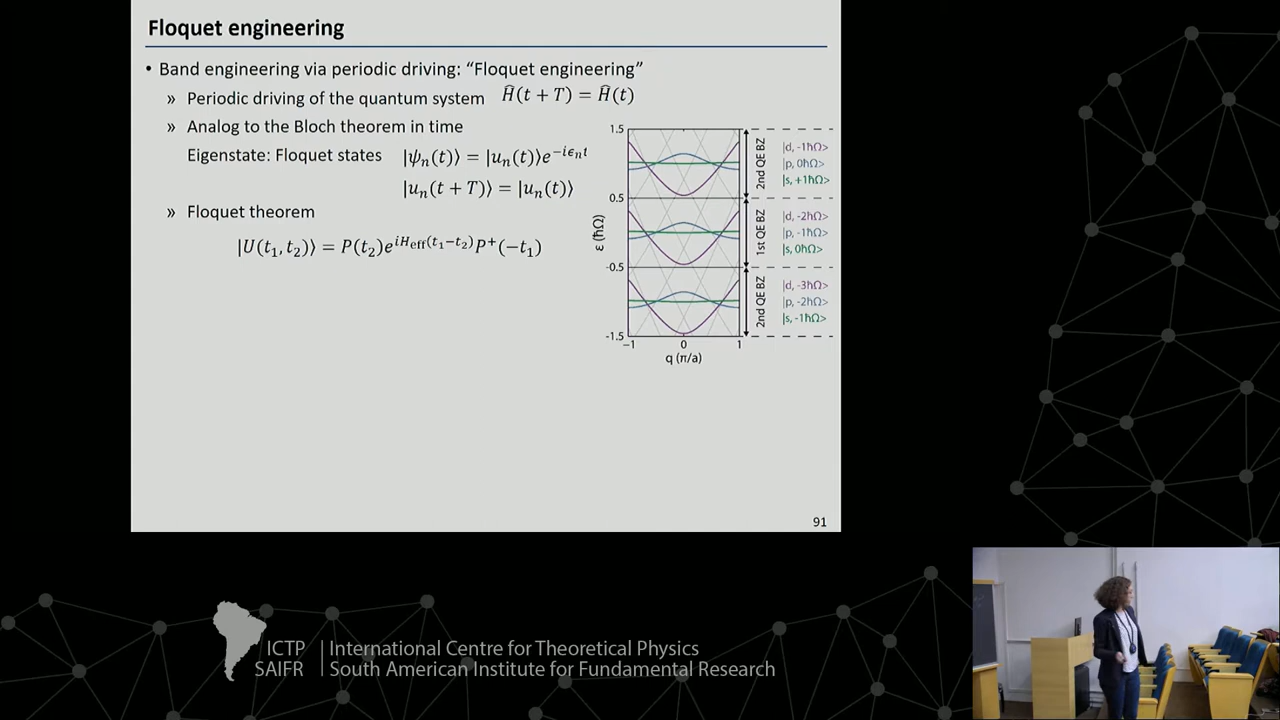 Floquet engineering
• Band engineering via periodic driving: “Floquet engineering”
» Periodic driving of the quantum system Ĥ(t + T) = Ĥ(t)
» Analog to the Bloch theorem in time
Eigenstate: Floquet states |ψₙ(t)⟩ = |uₙ(t)⟩e^{−iϵₙt}
|uₙ(t + T)⟩ = |uₙ(t)⟩
» Floquet theorem
|U(t₁, t₂)⟩ = P(t₂)e^{iH_eff(t₁−t₂)}P⁺(−t₁)
1.5
0.5
-0.5
-1.5
ε (ħΩ)
−1 0 1
q (π/a)
2nd QE BZ
|d, -1ħΩ>
|p, 0ħΩ>
|s, +1ħΩ>
1st QE BZ
|d, -2ħΩ>
|p, -1ħΩ>
|s, 0ħΩ>
2nd QE BZ
|d, -3ħΩ>
|p, -2ħΩ>
|s, -1ħΩ>
91
ICTP | International Centre for Theoretical Physics
SAIFR | South American Institute for Fundamental Research